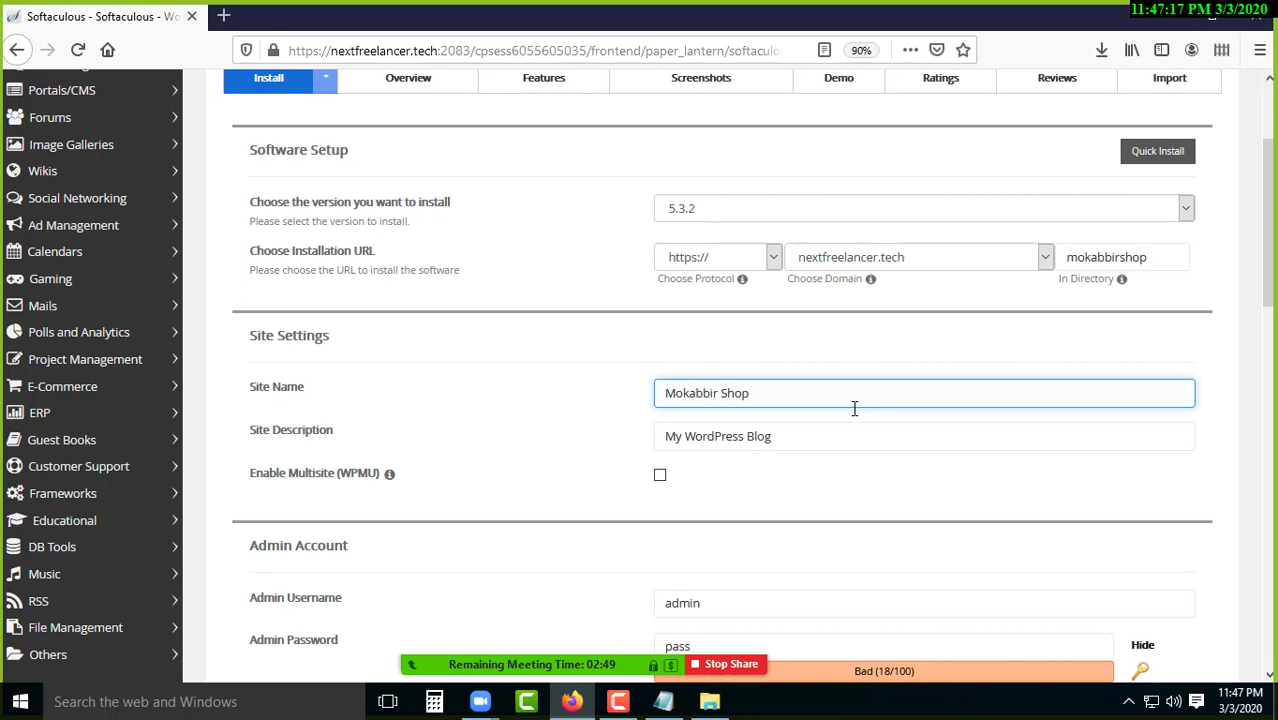 11:47:17 PM 3/3/2020
Softaculous - Softaculous - Wo
https://nextfreelancer.tech:2083/cpsess6055605035/frontend/paper_lantern/softaculo
90%
Install
Overview
Features
Screenshots
Demo
Ratings
Reviews
Import
Portals/CMS
Forums
Image Galleries
Wikis
Social Networking
Ad Management
Calendars
Gaming
Mails
Polls and Analytics
Project Management
E-Commerce
ERP
Guest Books
Customer Support
Frameworks
Educational
DB Tools
Music
RSS
File Management
Others
Software Setup
Quick Install
Choose the version you want to install
Please select the version to install.
5.3.2
Choose Installation URL
Please choose the URL to install the software
https://
nextfreelancer.tech
mokabbirshop
Choose Protocol
Choose Domain
In Directory
Site Settings
Site Name
Mokabbir Shop
Site Description
My WordPress Blog
Enable Multisite (WPMU)
Admin Account
Admin Username
admin
Admin Password
pass
Hide
Bad (18/100)
Remaining Meeting Time: 02:49
Stop Share
Search the web and Windows
11:47 PM
3/3/2020